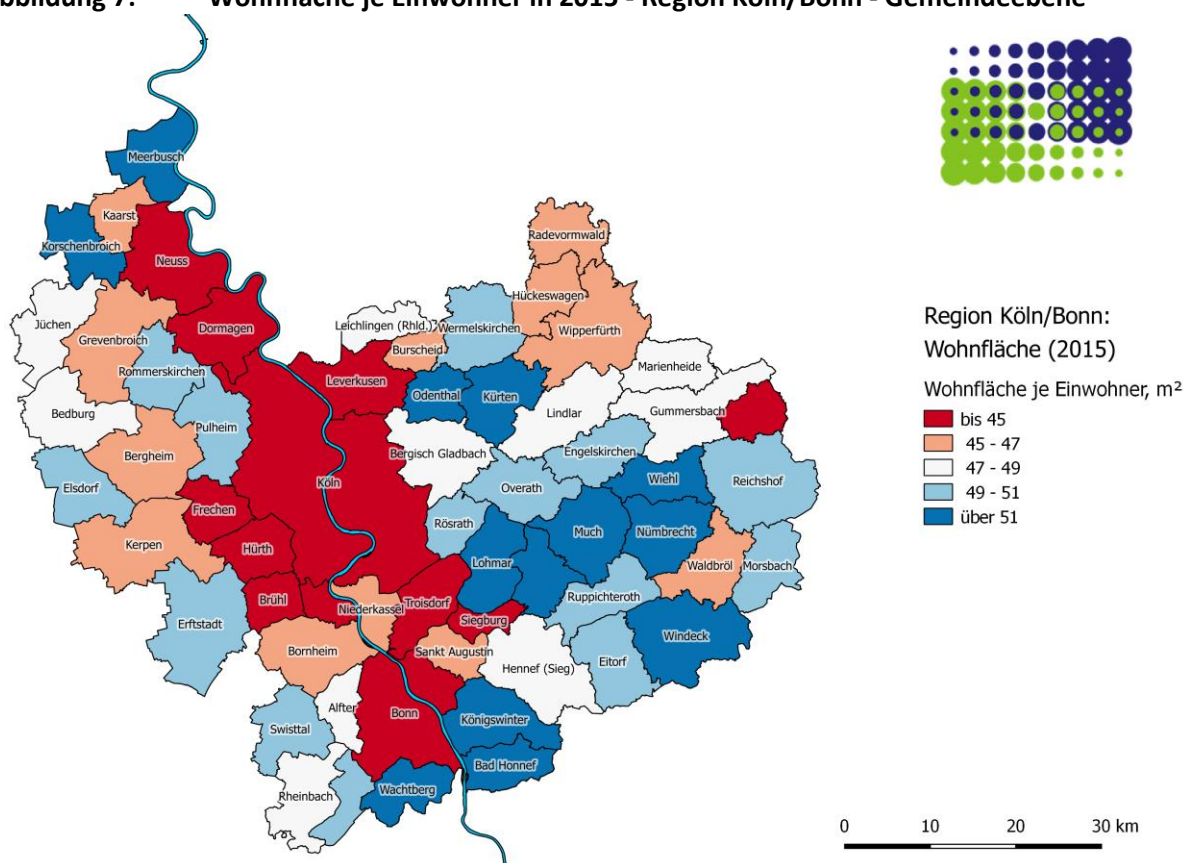 bbildung 7: Wohnfläche je Einwohner in 2015 - Region Köln/Bonn - Gemeindeebene
Meerbusch
Kaarst
Korschenbroich
Neuss
Radevormwald
Hückeswagen
Jüchen
Dormagen
Leichlingen (Rhld.)
Wermelskirchen
Wipperfürth
Grevenbroich
Burscheid
Rommerskirchen
Leverkusen
Marienheide
Odenthal
Kürten
Bedburg
Lindlar
Gummersbach
Pulheim
Bergheim
Bergisch Gladbach
Engelskirchen
Elsdorf
Köln
Overath
Wiehl
Reichshof
Frechen
Rösrath
Much
Nümbrecht
Kerpen
Hürth
Lohmar
Waldbröl
Morsbach
Brühl
Niederkassel
Troisdorf
Ruppichteroth
Erftstadt
Siegburg
Windeck
Bornheim
Sankt Augustin
Hennef (Sieg)
Eitorf
Alfter
Bonn
Königswinter
Swisttal
Bad Honnef
Rheinbach
Wachtberg
Region Köln/Bonn:
Wohnfläche (2015)
Wohnfläche je Einwohner, m²
bis 45
45 - 47
47 - 49
49 - 51
über 51
0 10 20 30 km